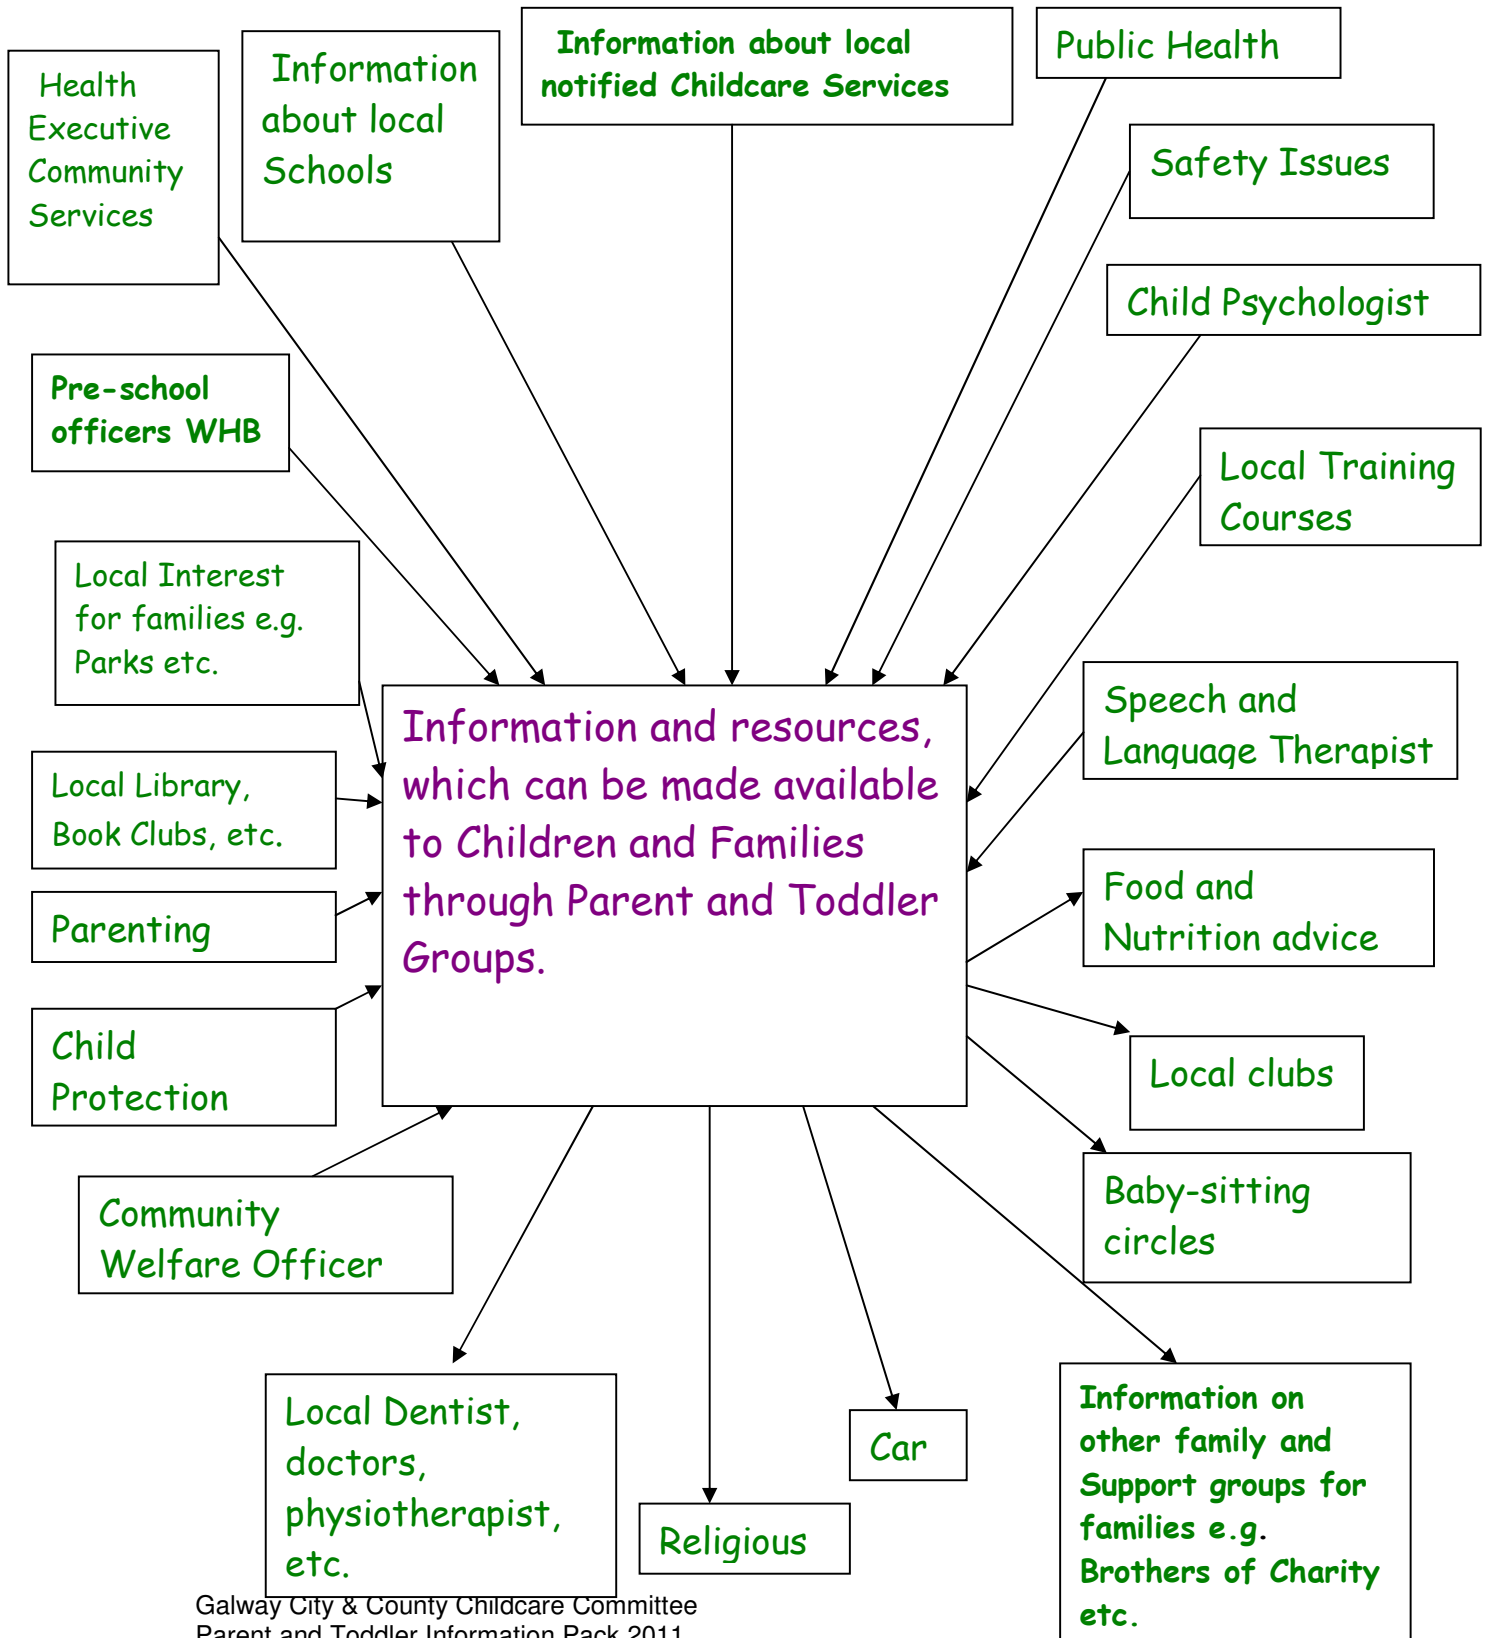 Health
Executive
Community
Services
Information
about local
Schools
Information about local
notified Childcare Services
Public Health
Safety Issues
Child Psychologist
Pre-school
officers WHB
Local Training
Courses
Local Interest
for families e.g.
Parks etc.
Information and resources,
which can be made available
to Children and Families
through Parent and Toddler
Groups.
Speech and
Language Therapist
Local Library,
Book Clubs, etc.
Food and
Nutrition advice
Parenting
Child
Protection
Local clubs
Community
Welfare Officer
Baby-sitting
circles
Local Dentist,
doctors,
physiotherapist,
etc.
Religious
Car
Information on
other family and
Support groups for
families e.g.
Brothers of Charity
etc.
Galway City & County Childcare Committee
Parent and Toddler Information Pack 2011